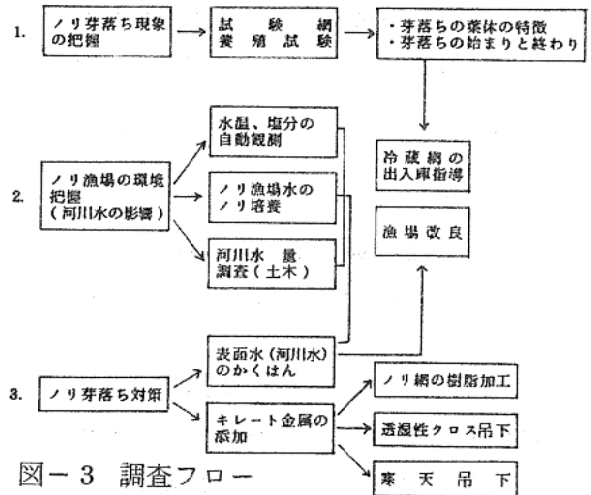 1.
ノリ芽落ち現象
の把握
試験網
養殖試験
・芽落ちの葉体の特徴
・芽落ちの始まりと終わり
2.
ノリ漁場の環境
把握
(河川水の影響)
水温、塩分の
自動観測
ノリ漁場水の
ノリ培養
河川水量
調査(土木)
冷蔵網の
出入庫指導
漁場改良
3.
ノリ芽落ち対策
表面水(河川水)
のかくはん
キレート金属の
添加
ノリ網の樹脂加工
透湿性クロス吊下
寒天吊下
図-3 調査フロー